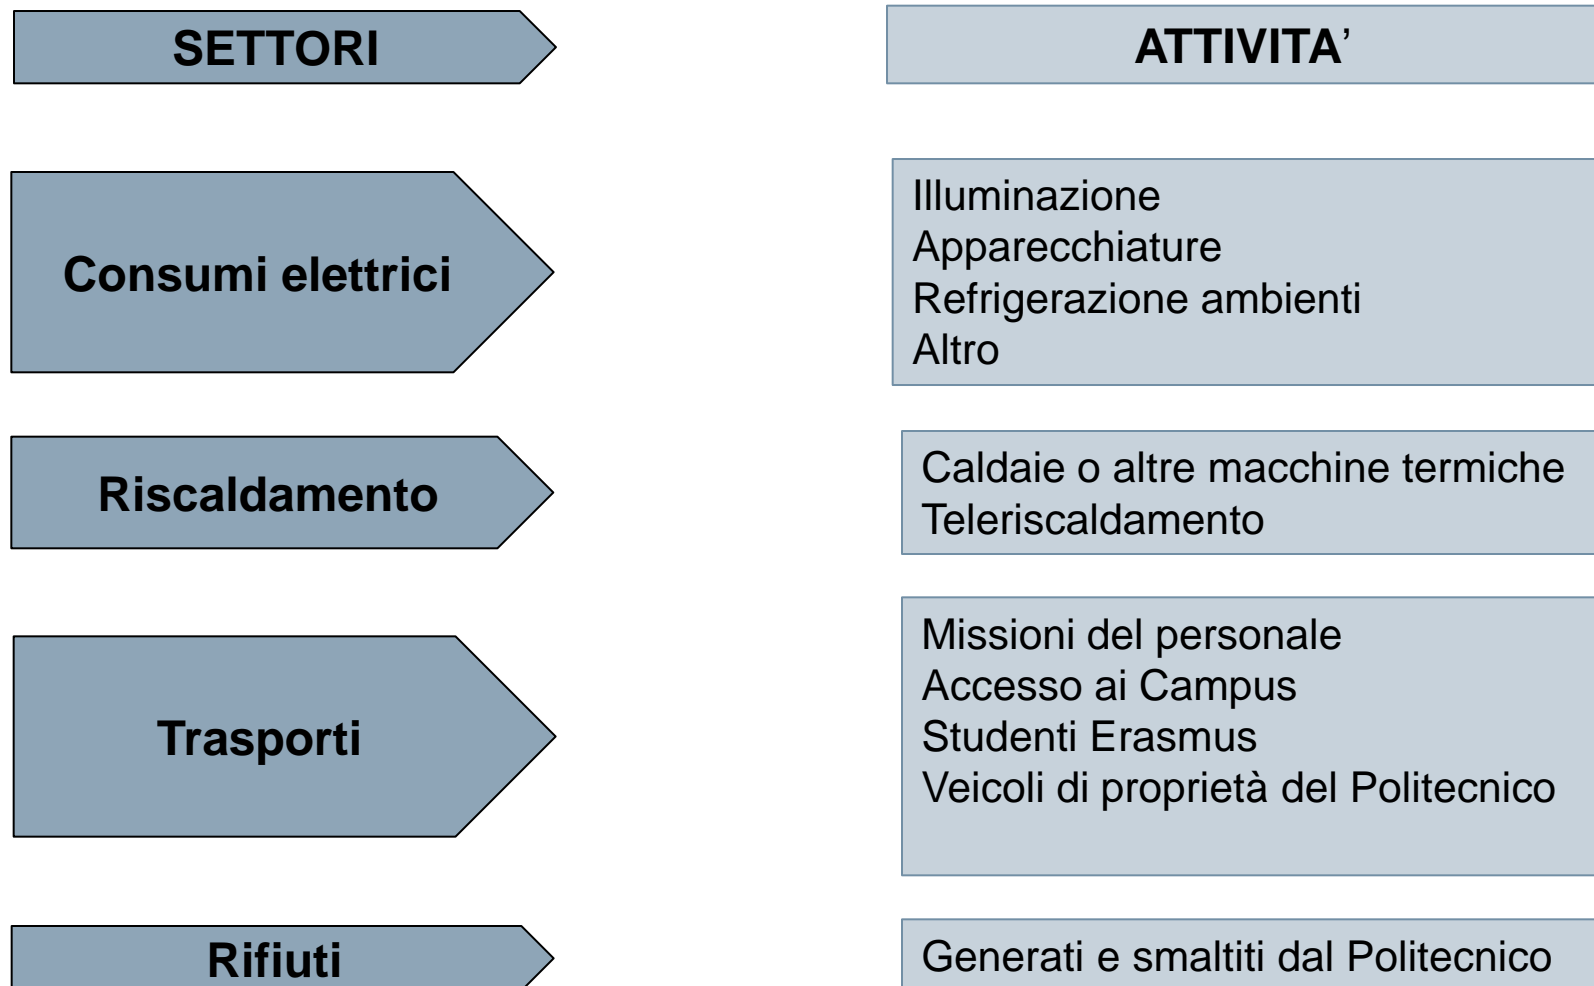 SETTORI
ATTIVITA’
Consumi elettrici
Illuminazione
Apparecchiature
Refrigerazione ambienti
Altro
Riscaldamento
Caldaie o altre macchine termiche
Teleriscaldamento
Trasporti
Missioni del personale
Accesso ai Campus
Studenti Erasmus
Veicoli di proprietà del Politecnico
Rifiuti
Generati e smaltiti dal Politecnico